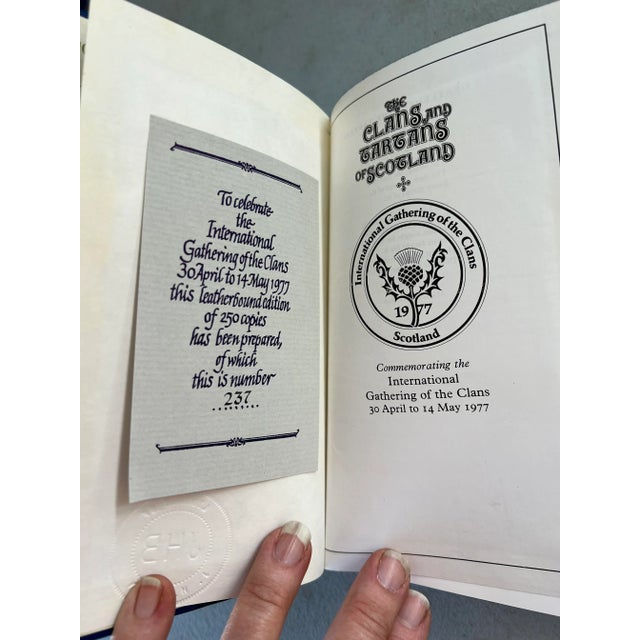 To celebrate
the
International
Gathering of the Clans
30 April to 14 May 1977
this leatherbound edition
of 250 copies
has been prepared,
of which
this is number
237
THE
CLANS AND
TARTANS
OF SCOTLAND
International Gathering of the Clans
1977
Scotland
Commemorating the
International
Gathering of the Clans
30 April to 14 May 1977